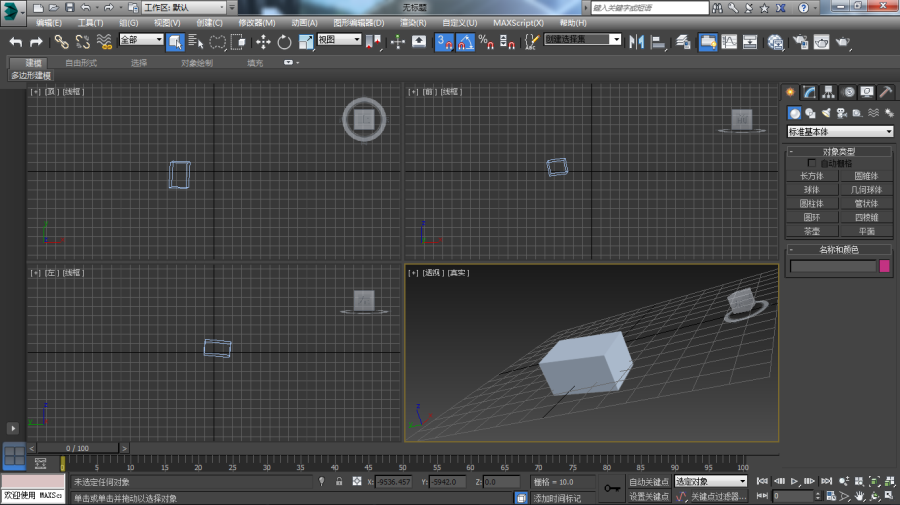 工作区: 默认
无标题
键入关键字或短语
编辑(E) 工具(T) 组(G) 视图(V) 创建(C) 修改器(M) 动画(A) 图形编辑器(D) 渲染(R) 自定义(U) MAXScript(X) 帮助(H)
全部
视图
3
创建选择集
建模 自由形式 选择 对象绘制 填充
多边形建模
[+] [顶] [线框]
[+] [前] [线框]
标准基本体
- 对象类型
自动栅格
长方体 圆锥体
球体 几何球体
圆柱体 管状体
圆环 四棱锥
茶壶 平面
- 名称和颜色
[+] [左] [线框]
[+] [透视] [真实]
< 0 / 100 >
0 5 10 15 20 25 30 35 40 45 50 55 60 65 70 75 80 85 90 95 100
未选定任何对象
X: -9536.457 Y: -5942.0 Z: 0.0
栅格 = 10.0
自动关键点 选定对象
欢迎使用 MAXSc
单击或单击并拖动以选择对象
添加时间标记
设置关键点 关键点过滤器...
0